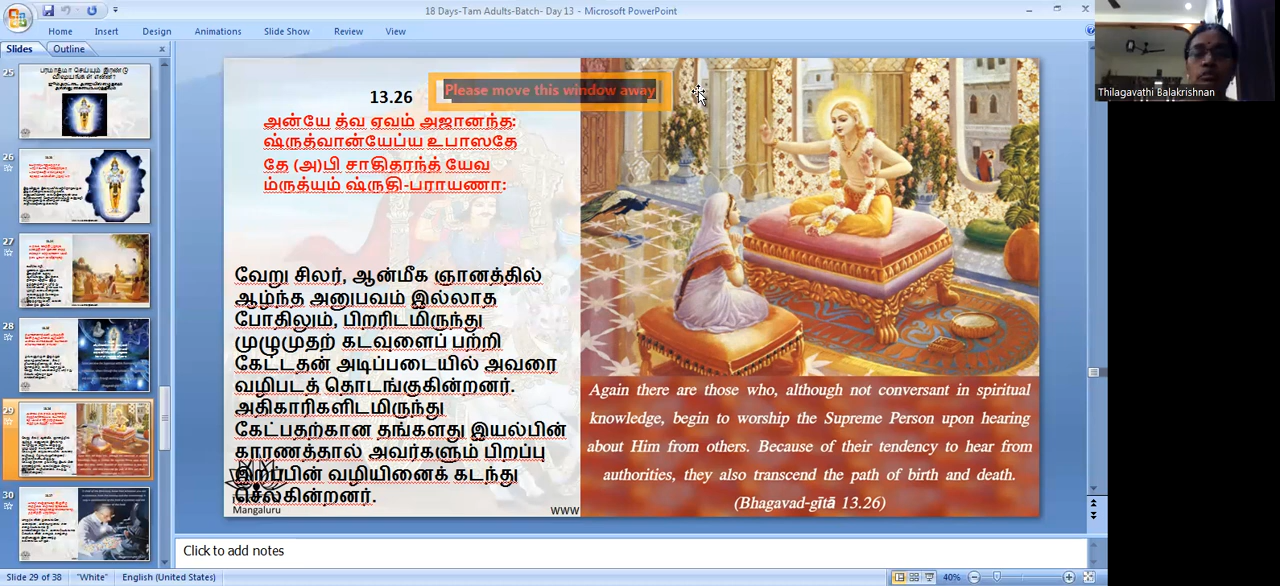 18 Days-Tam Adults-Batch- Day 13 - Microsoft PowerPoint
Home Insert Design Animations Slide Show Review View
Slides Outline
25
26
27
28
29
30
13.26
Please move this window away
அன்யே த்வ ஏவம் அஜானந்த:
ஷ்ருத்வான்யேப்ய உபாஸதே
தே (அ)பி சாதிதரந்த் யேவ
ம்ருத்யும் ஷ்ருதி-பராயணா:
வேறு சிலர், ஆன்மீக ஞானத்தில்
ஆழ்ந்த அனுபவம் இல்லாத
போதிலும், பிறரிடமிருந்து
முழுமுதற் கடவுளைப் பற்றி
கேட்டதன் அடிப்படையில் அவரை
வழிபடத் தொடங்குகின்றனர்.
அதிகாரிகளிடமிருந்து
கேட்பதற்கான தங்களது இயல்பின்
காரணத்தால் அவர்களும் பிறப்பு
இறப்பின் வழியினைக் கடந்து
செல்கின்றனர்.
Mangaluru
WWW
Again there are those who, although not conversant in spiritual
knowledge, begin to worship the Supreme Person upon hearing
about Him from others. Because of their tendency to hear from
authorities, they also transcend the path of birth and death.
(Bhagavad-gītā 13.26)
Thilagavathi Balakrishnan
Click to add notes
Slide 29 of 38 "White" English (United States) 40%